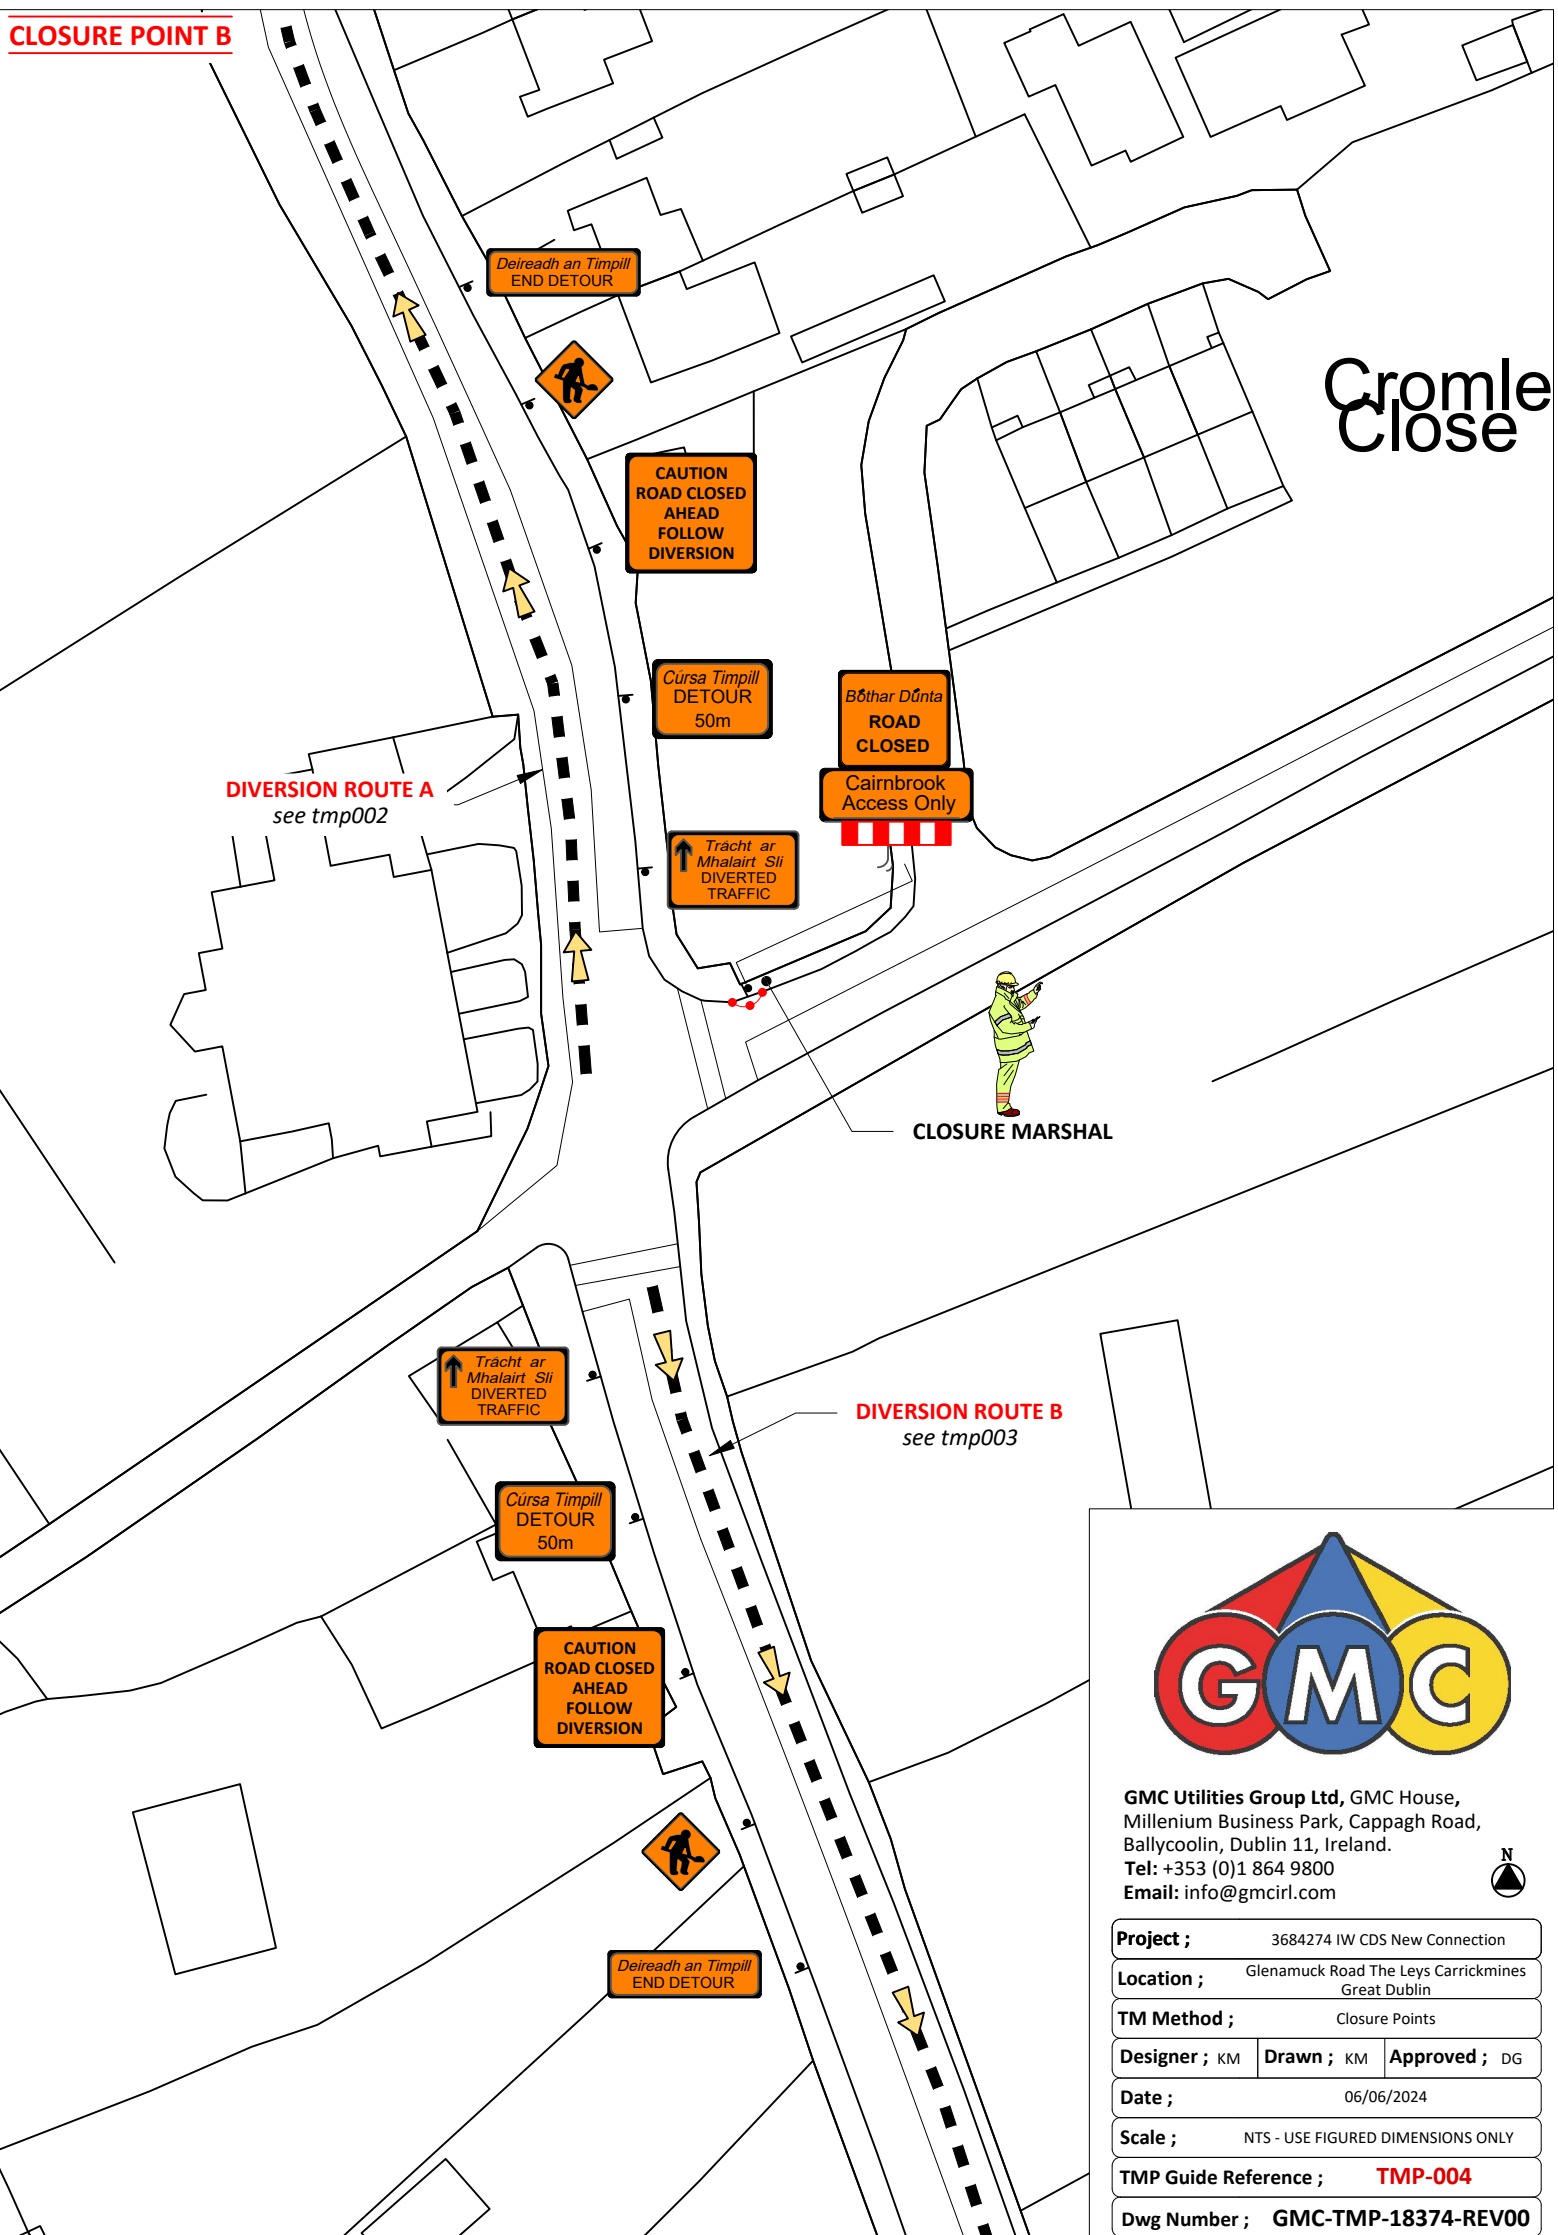 CLOSURE POINT B
Deireadh an Timpill
END DETOUR
CAUTION
ROAD CLOSED
AHEAD
FOLLOW
DIVERSION
Cromle
Close
Cúrsa Timpill
DETOUR
50m
Bóthar Dúnta
ROAD
CLOSED
Cairnbrook
Access Only
DIVERSION ROUTE A
see tmp002
Trácht ar
Mhalairt Sli
DIVERTED
TRAFFIC
CLOSURE MARSHAL
Trácht ar
Mhalairt Sli
DIVERTED
TRAFFIC
DIVERSION ROUTE B
see tmp003
Cúrsa Timpill
DETOUR
50m
CAUTION
ROAD CLOSED
AHEAD
FOLLOW
DIVERSION
Deireadh an Timpill
END DETOUR
GMC
GMC Utilities Group Ltd, GMC House,
Millenium Business Park, Cappagh Road,
Ballycoolin, Dublin 11, Ireland.
Tel: +353 (0)1 864 9800
Email: info@gmcirl.com
N
Project ; 3684274 IW CDS New Connection
Location ; Glenamuck Road The Leys Carrickmines
Great Dublin
TM Method ; Closure Points
Designer ; KM Drawn ; KM Approved ; DG
Date ; 06/06/2024
Scale ; NTS - USE FIGURED DIMENSIONS ONLY
TMP Guide Reference ; TMP-004
Dwg Number ; GMC-TMP-18374-REV00